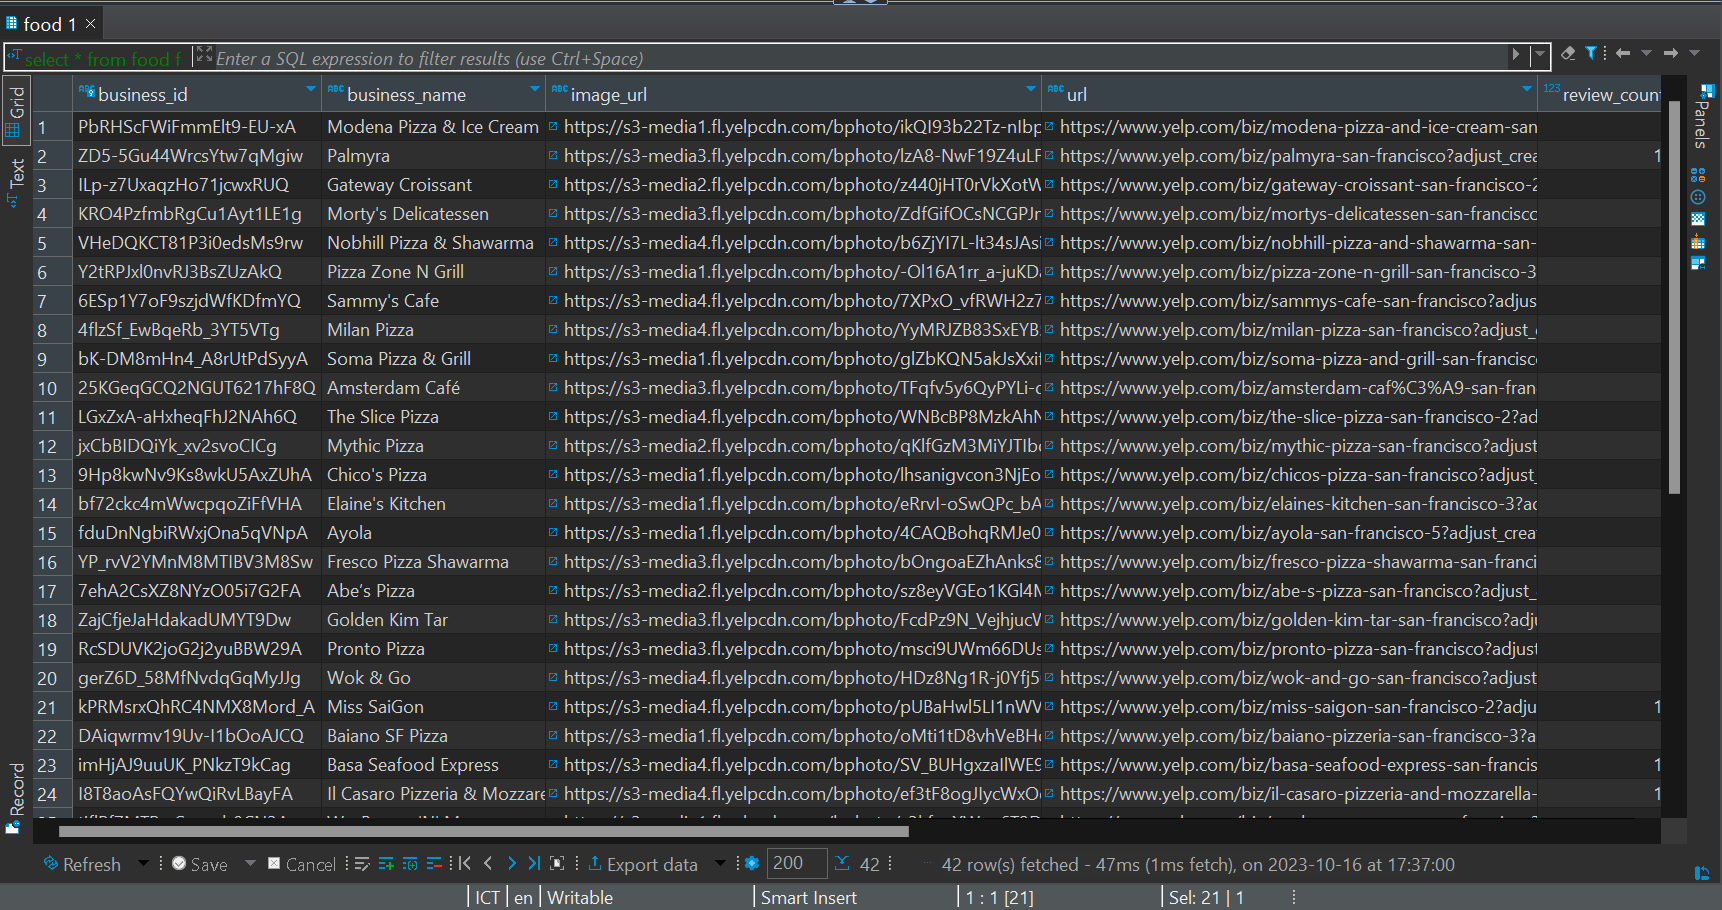 food 1
select * from food f Enter a SQL expression to filter results (use Ctrl+Space)
business_id business_name image_url url 123 review_count
1 PbRHScFWiFmmElt9-EU-xA Modena Pizza & Ice Cream https://s3-media1.fl.yelpcdn.com/bphoto/ikQI93b22Tz-nIbp https://www.yelp.com/biz/modena-pizza-and-ice-cream-san
2 ZD5-5Gu44WrcsYtw7qMgiw Palmyra https://s3-media3.fl.yelpcdn.com/bphoto/lzA8-NwF19Z4uLF https://www.yelp.com/biz/palmyra-san-francisco?adjust_crea 1
3 ILp-z7UxaqzHo71jcwxRUQ Gateway Croissant https://s3-media2.fl.yelpcdn.com/bphoto/z440jHT0rVkXotW https://www.yelp.com/biz/gateway-croissant-san-francisco-2
4 KRO4PzfmbRgCu1Ayt1LE1g Morty's Delicatessen https://s3-media3.fl.yelpcdn.com/bphoto/ZdfGifOCsNCGPJr https://www.yelp.com/biz/mortys-delicatessen-san-francisco
5 VHeDQKCT81P3i0edsMs9rw Nobhill Pizza & Shawarma https://s3-media4.fl.yelpcdn.com/bphoto/b6ZjYI7L-lt34sJAsi https://www.yelp.com/biz/nobhill-pizza-and-shawarma-san-
6 Y2tRPJxl0nvRJ3BsZUzAkQ Pizza Zone N Grill https://s3-media1.fl.yelpcdn.com/bphoto/-Ol16A1rr_a-juKD https://www.yelp.com/biz/pizza-zone-n-grill-san-francisco-3
7 6ESp1Y7oF9szjdWfKDfmYQ Sammy's Cafe https://s3-media4.fl.yelpcdn.com/bphoto/7XPxO_vfRWH2z7 https://www.yelp.com/biz/sammys-cafe-san-francisco?adjus
8 4flzSf_EwBqeRb_3YT5VTg Milan Pizza https://s3-media4.fl.yelpcdn.com/bphoto/YyMRJZB83SxEYB https://www.yelp.com/biz/milan-pizza-san-francisco?adjust_
9 bK-DM8mHn4_A8rUtPdSyyA Soma Pizza & Grill https://s3-media1.fl.yelpcdn.com/bphoto/glZbKQN5akJsXxif https://www.yelp.com/biz/soma-pizza-and-grill-san-francisc
10 25KGeqGCQ2NGUT6217hF8Q Amsterdam Café https://s3-media3.fl.yelpcdn.com/bphoto/TFqfv5y6QyPYLi- https://www.yelp.com/biz/amsterdam-caf%C3%A9-san-fran
11 LGxZxA-aHxheqFhJ2NAh6Q The Slice Pizza https://s3-media4.fl.yelpcdn.com/bphoto/WNBcBP8MzkAhN https://www.yelp.com/biz/the-slice-pizza-san-francisco-2?ad
12 jxCbBIDQiYk_xv2svoCICg Mythic Pizza https://s3-media2.fl.yelpcdn.com/bphoto/qKlfGzM3MiYJTIb https://www.yelp.com/biz/mythic-pizza-san-francisco?adjust
13 9Hp8kwNv9Ks8wkU5AxZUhA Chico's Pizza https://s3-media1.fl.yelpcdn.com/bphoto/lhsanigvcon3NjEo https://www.yelp.com/biz/chicos-pizza-san-francisco?adjust_
14 bf72ckc4mWwcpqoZiFfVHA Elaine's Kitchen https://s3-media1.fl.yelpcdn.com/bphoto/eRrvI-oSwQPc_bA https://www.yelp.com/biz/elaines-kitchen-san-francisco-3?a
15 fduDnNgbiRWxjOna5qVNpA Ayola https://s3-media1.fl.yelpcdn.com/bphoto/4CAQBohqRMJe0 https://www.yelp.com/biz/ayola-san-francisco-5?adjust_crea
16 YP_rvV2YMnM8MTIBV3M8Sw Fresco Pizza Shawarma https://s3-media3.fl.yelpcdn.com/bphoto/bOngoaEZhAnks8 https://www.yelp.com/biz/fresco-pizza-shawarma-san-franci
17 7ehA2CsXZ8NYzO05i7G2FA Abe’s Pizza https://s3-media2.fl.yelpcdn.com/bphoto/sz8eyVGEo1KGl4M https://www.yelp.com/biz/abe-s-pizza-san-francisco?adjust_
18 ZajCfjeJaHdakadUMYT9Dw Golden Kim Tar https://s3-media3.fl.yelpcdn.com/bphoto/FcdPz9N_VejhjucW https://www.yelp.com/biz/golden-kim-tar-san-francisco?adju
19 RcSDUVK2joG2j2yuBBW29A Pronto Pizza https://s3-media3.fl.yelpcdn.com/bphoto/msci9UWm66DUs https://www.yelp.com/biz/pronto-pizza-san-francisco?adjust
20 gerZ6D_58MfNvdqGqMyJJg Wok & Go https://s3-media4.fl.yelpcdn.com/bphoto/HDz8Ng1R-j0Yfj5 https://www.yelp.com/biz/wok-and-go-san-francisco?adjust
21 kPRMsrxQhRC4NMX8Mord_A Miss SaiGon https://s3-media4.fl.yelpcdn.com/bphoto/pUBaHwl5LI1nWV https://www.yelp.com/biz/miss-saigon-san-francisco-2?adju 1
22 DAiqwrmv19Uv-I1bOoAJCQ Baiano SF Pizza https://s3-media1.fl.yelpcdn.com/bphoto/oMti1tD8vhVeBH https://www.yelp.com/biz/baiano-pizzeria-san-francisco-3?a
23 imHjAJ9uuUK_PNkzT9kCag Basa Seafood Express https://s3-media4.fl.yelpcdn.com/bphoto/SV_BUHgxzaIlWE9 https://www.yelp.com/biz/basa-seafood-express-san-francis 1
24 I8T8aoAsFQYwQiRvLBayFA Il Casaro Pizzeria & Mozzare https://s3-media4.fl.yelpcdn.com/bphoto/ef3tF8ogJIycWxO https://www.yelp.com/biz/il-casaro-pizzeria-and-mozzarella- 1
Grid
Text
Record
Panels
Refresh Save Cancel Export data 200 42 42 row(s) fetched - 47ms (1ms fetch), on 2023-10-16 at 17:37:00
ICT en Writable Smart Insert 1 : 1 [21] Sel: 21 | 1